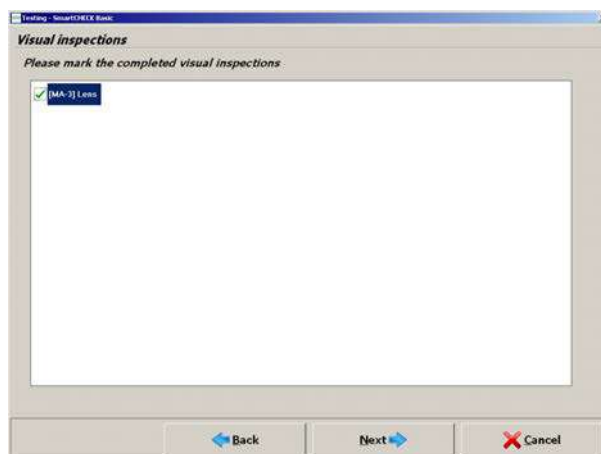 Testing - SmartCHECK Basic
Visual inspections
Please mark the completed visual inspections
[MA-3] Lens
Back
Next
Cancel